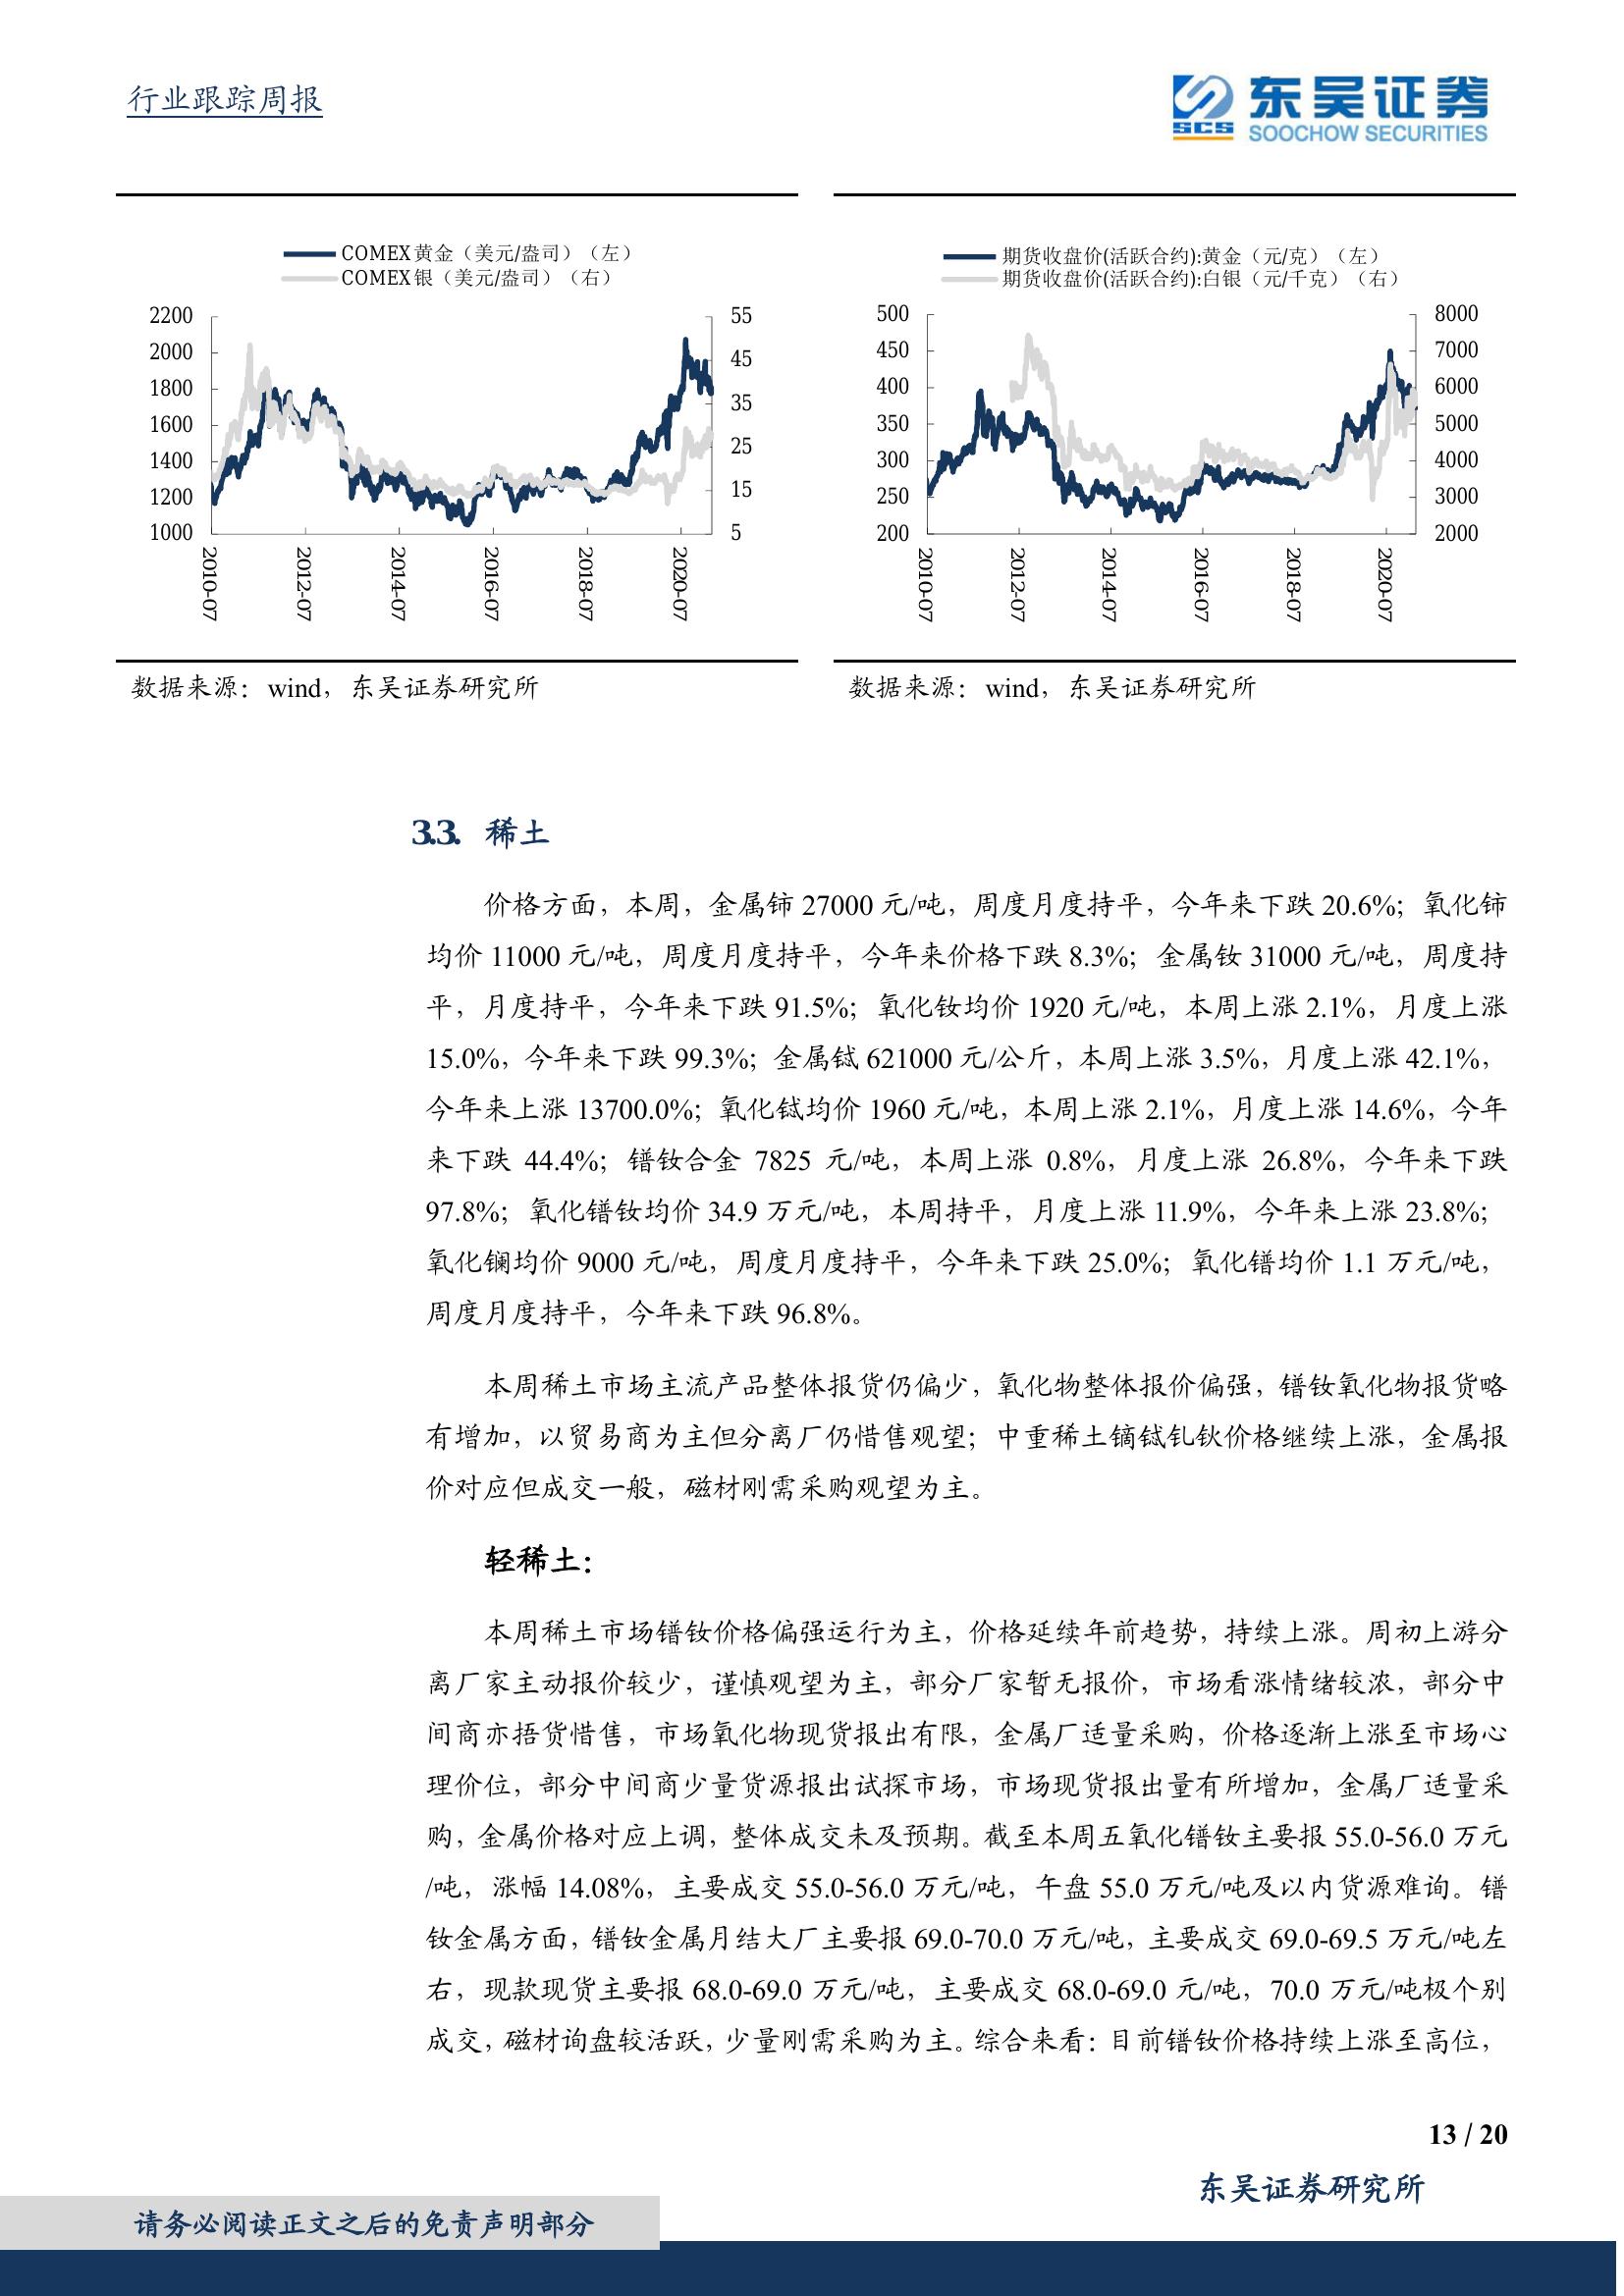 行业跟踪周报
东吴证券
SCS
SOOCHOW SECURITIES
COMEX黄金（美元/盎司）（左）
COMEX银（美元/盎司）（右）
2200
2000
1800
1600
1400
1200
1000
55
45
35
25
15
5
2010-07
2012-07
2014-07
2016-07
2018-07
2020-07
数据来源：wind，东吴证券研究所
期货收盘价(活跃合约):黄金（元/克）（左）
期货收盘价(活跃合约):白银（元/千克）（右）
500
450
400
350
300
250
200
8000
7000
6000
5000
4000
3000
2000
2010-07
2012-07
2014-07
2016-07
2018-07
2020-07
数据来源：wind，东吴证券研究所
3.3. 稀土
价格方面，本周，金属铈 27000 元/吨，周度月度持平，今年来下跌 20.6%；氧化铈
均价 11000 元/吨，周度月度持平，今年来价格下跌 8.3%；金属钕 31000 元/吨，周度持
平，月度持平，今年来下跌 91.5%；氧化钕均价 1920 元/吨，本周上涨 2.1%，月度上涨
15.0%，今年来下跌 99.3%；金属铽 621000 元/公斤，本周上涨 3.5%，月度上涨 42.1%，
今年来上涨 13700.0%；氧化铽均价 1960 元/吨，本周上涨 2.1%，月度上涨 14.6%，今年
来下跌 44.4%；镨钕合金 7825 元/吨，本周上涨 0.8%，月度上涨 26.8%，今年来下跌
97.8%；氧化镨钕均价 34.9 万元/吨，本周持平，月度上涨 11.9%，今年来上涨 23.8%；
氧化镧均价 9000 元/吨，周度月度持平，今年来下跌 25.0%；氧化镨均价 1.1 万元/吨，
周度月度持平，今年来下跌 96.8%。
本周稀土市场主流产品整体报货仍偏少，氧化物整体报价偏强，镨钕氧化物报货略
有增加，以贸易商为主但分离厂仍惜售观望；中重稀土镝铽钆钬价格继续上涨，金属报
价对应但成交一般，磁材刚需采购观望为主。
轻稀土：
本周稀土市场镨钕价格偏强运行为主，价格延续年前趋势，持续上涨。周初上游分
离厂家主动报价较少，谨慎观望为主，部分厂家暂无报价，市场看涨情绪较浓，部分中
间商亦捂货惜售，市场氧化物现货报出有限，金属厂适量采购，价格逐渐上涨至市场心
理价位，部分中间商少量货源报出试探市场，市场现货报出量有所增加，金属厂适量采
购，金属价格对应上调，整体成交未及预期。截至本周五氧化镨钕主要报 55.0-56.0 万元
/吨，涨幅 14.08%，主要成交 55.0-56.0 万元/吨，午盘 55.0 万元/吨及以内货源难询。镨
钕金属方面，镨钕金属月结大厂主要报 69.0-70.0 万元/吨，主要成交 69.0-69.5 万元/吨左
右，现款现货主要报 68.0-69.0 万元/吨，主要成交 68.0-69.0 元/吨，70.0 万元/吨极个别
成交，磁材询盘较活跃，少量刚需采购为主。综合来看：目前镨钕价格持续上涨至高位，
13 / 20
东吴证券研究所
请务必阅读正文之后的免责声明部分